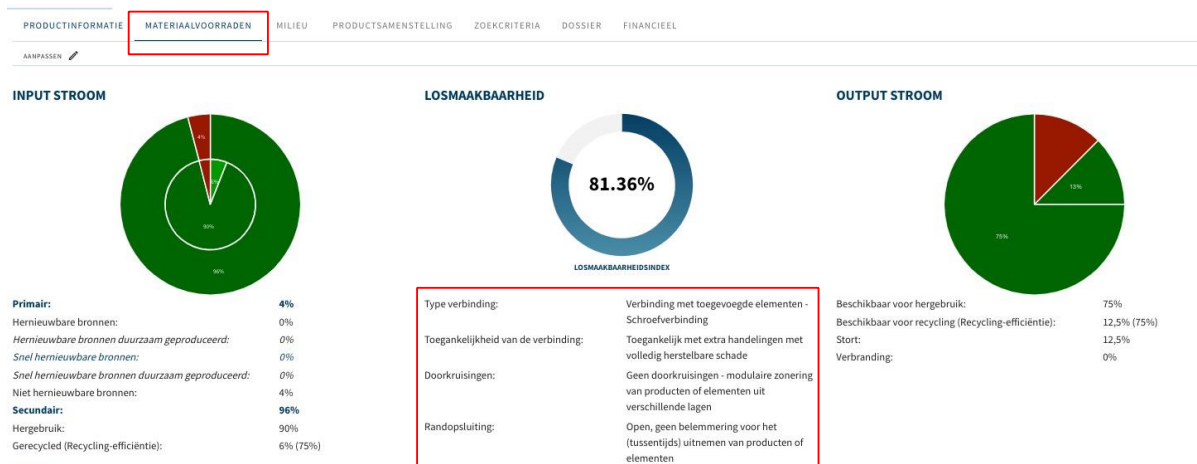 PRODUCTINFORMATIE MATERIAALVOORRADEN MILIEU PRODUCTSAMENSTELLING ZOEKCRITERIA DOSSIER FINANCIEEL
AANPASSEN
INPUT STROOM
4%
6%
90%
96%
Primair: 4%
Hernieuwbare bronnen: 0%
Hernieuwbare bronnen duurzaam geproduceerd: 0%
Snel hernieuwbare bronnen: 0%
Snel hernieuwbare bronnen duurzaam geproduceerd: 0%
Niet hernieuwbare bronnen: 4%
Secundair: 96%
Hergebruik: 90%
Gerecycled (Recycling-efficiëntie): 6% (75%)
LOSMAAKBAARHEID
81.36%
LOSMAAKBAARHEIDSINDEX
Type verbinding: Verbinding met toegevoegde elementen -
Schroefverbinding
Toegankelijkheid van de verbinding: Toegankelijk met extra handelingen met
volledig herstelbare schade
Doorkruisingen: Geen doorkruisingen - modulaire zonering
van producten of elementen uit
verschillende lagen
Randopsluiting: Open, geen belemmering voor het
(tussentijds) uitnemen van producten of
elementen
OUTPUT STROOM
13%
75%
Beschikbaar voor hergebruik: 75%
Beschikbaar voor recycling (Recycling-efficiëntie): 12,5% (75%)
Stort: 12,5%
Verbranding: 0%